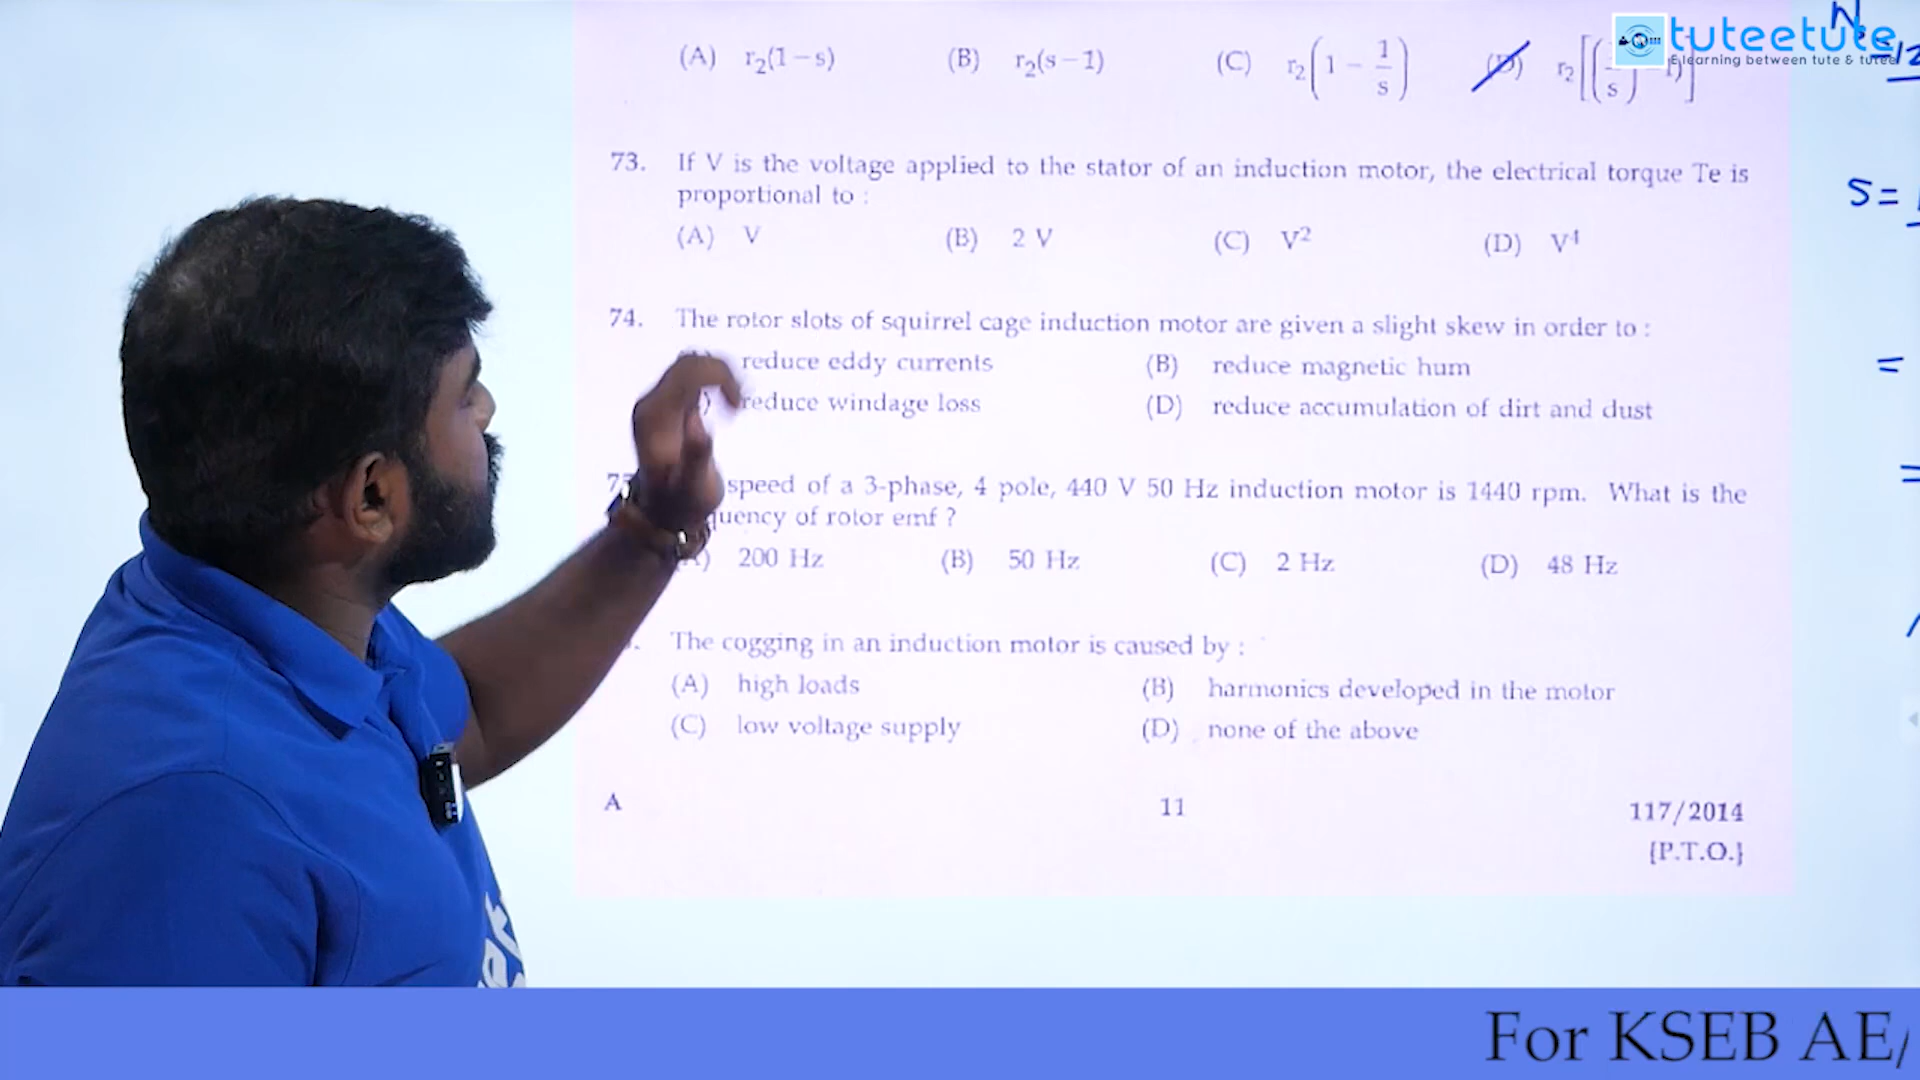 tuteetute
E learning between tute & tutee
(A) r₂(1 – s) (B) r₂(s – 1) (C) r₂(1 – 1/s) r₂[(
73. If V is the voltage applied to the stator of an induction motor, the electrical torque Te is
proportional to :
(A) V (B) 2 V (C) V² (D) V⁴
S =
74. The rotor slots of squirrel cage induction motor are given a slight skew in order to :
reduce eddy currents (B) reduce magnetic hum
=
reduce windage loss (D) reduce accumulation of dirt and dust
speed of a 3-phase, 4 pole, 440 V 50 Hz induction motor is 1440 rpm. What is the
of rotor emf ?
200 Hz (B) 50 Hz (C) 2 Hz (D) 48 Hz
The cogging in an induction motor is caused by :
(A) high loads (B) harmonics developed in the motor
(C) low voltage supply (D) none of the above
A 11 117/2014
{P.T.O.}
For KSEB AE/